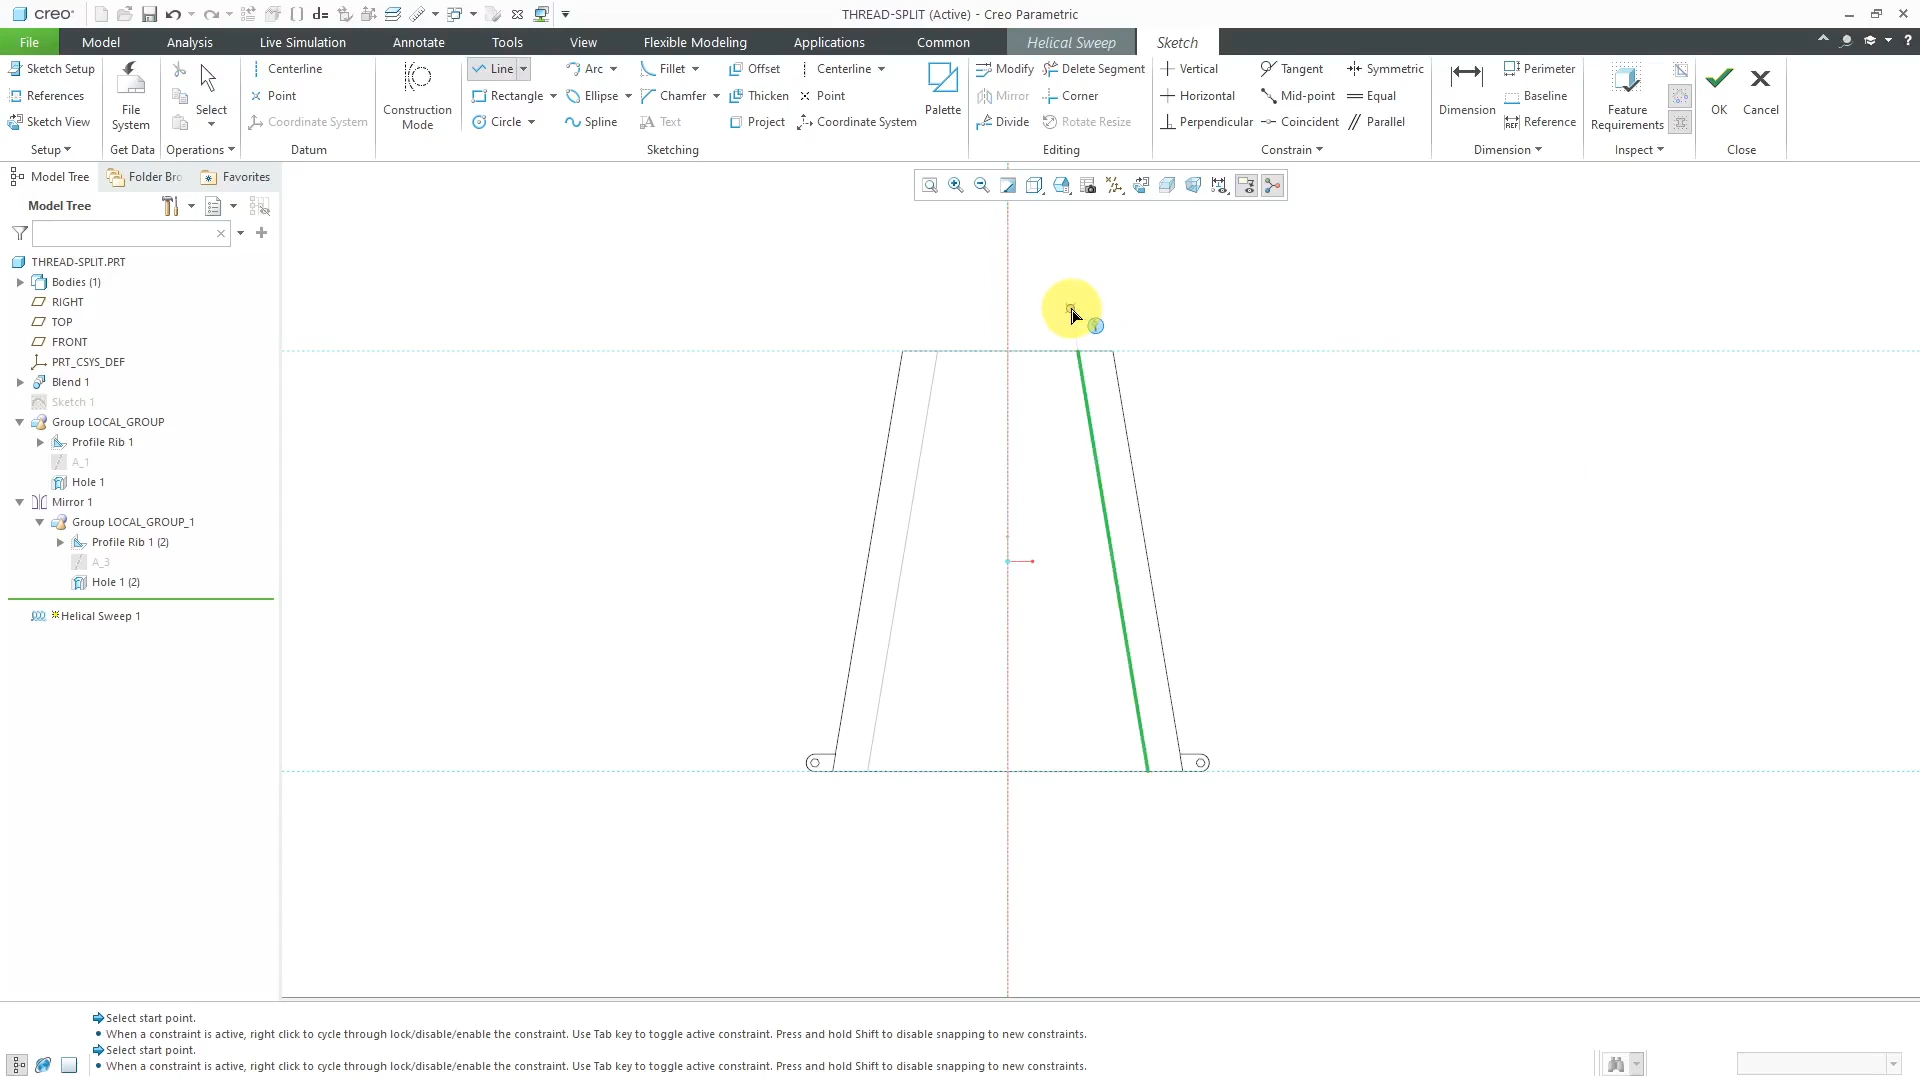 creo
d=
THREAD-SPLIT (Active) - Creo Parametric
File
Model
Analysis
Live Simulation
Annotate
Tools
View
Flexible Modeling
Applications
Common
Helical Sweep
Sketch
?
Sketch Setup
References
Sketch View
Setup
File System
Get Data
Select
Operations
Centerline
Point
Coordinate System
Datum
Construction Mode
Line
Rectangle
Circle
Arc
Ellipse
Spline
Fillet
Chamfer
Text
Offset
Thicken
Project
Centerline
Point
Coordinate System
Palette
Sketching
Modify
Mirror
Divide
Delete Segment
Corner
Rotate Resize
Editing
Vertical
Horizontal
Perpendicular
Tangent
Mid-point
Coincident
Symmetric
Equal
Parallel
Constrain
Dimension
Perimeter
Baseline
REF Reference
Dimension
Feature Requirements
Inspect
OK
Cancel
Close
Model Tree
Folder Bro
Favorites
Model Tree
THREAD-SPLIT.PRT
Bodies (1)
RIGHT
TOP
FRONT
PRT_CSYS_DEF
Blend 1
Sketch 1
Group LOCAL_GROUP
Profile Rib 1
A_1
Hole 1
Mirror 1
Group LOCAL_GROUP_1
Profile Rib 1 (2)
A_3
Hole 1 (2)
Helical Sweep 1
Select start point.
• When a constraint is active, right click to cycle through lock/disable/enable the constraint. Use Tab key to toggle active constraint. Press and hold Shift to disable snapping to new constraints.
Select start point.
• When a constraint is active, right click to cycle through lock/disable/enable the constraint. Use Tab key to toggle active constraint. Press and hold Shift to disable snapping to new constraints.